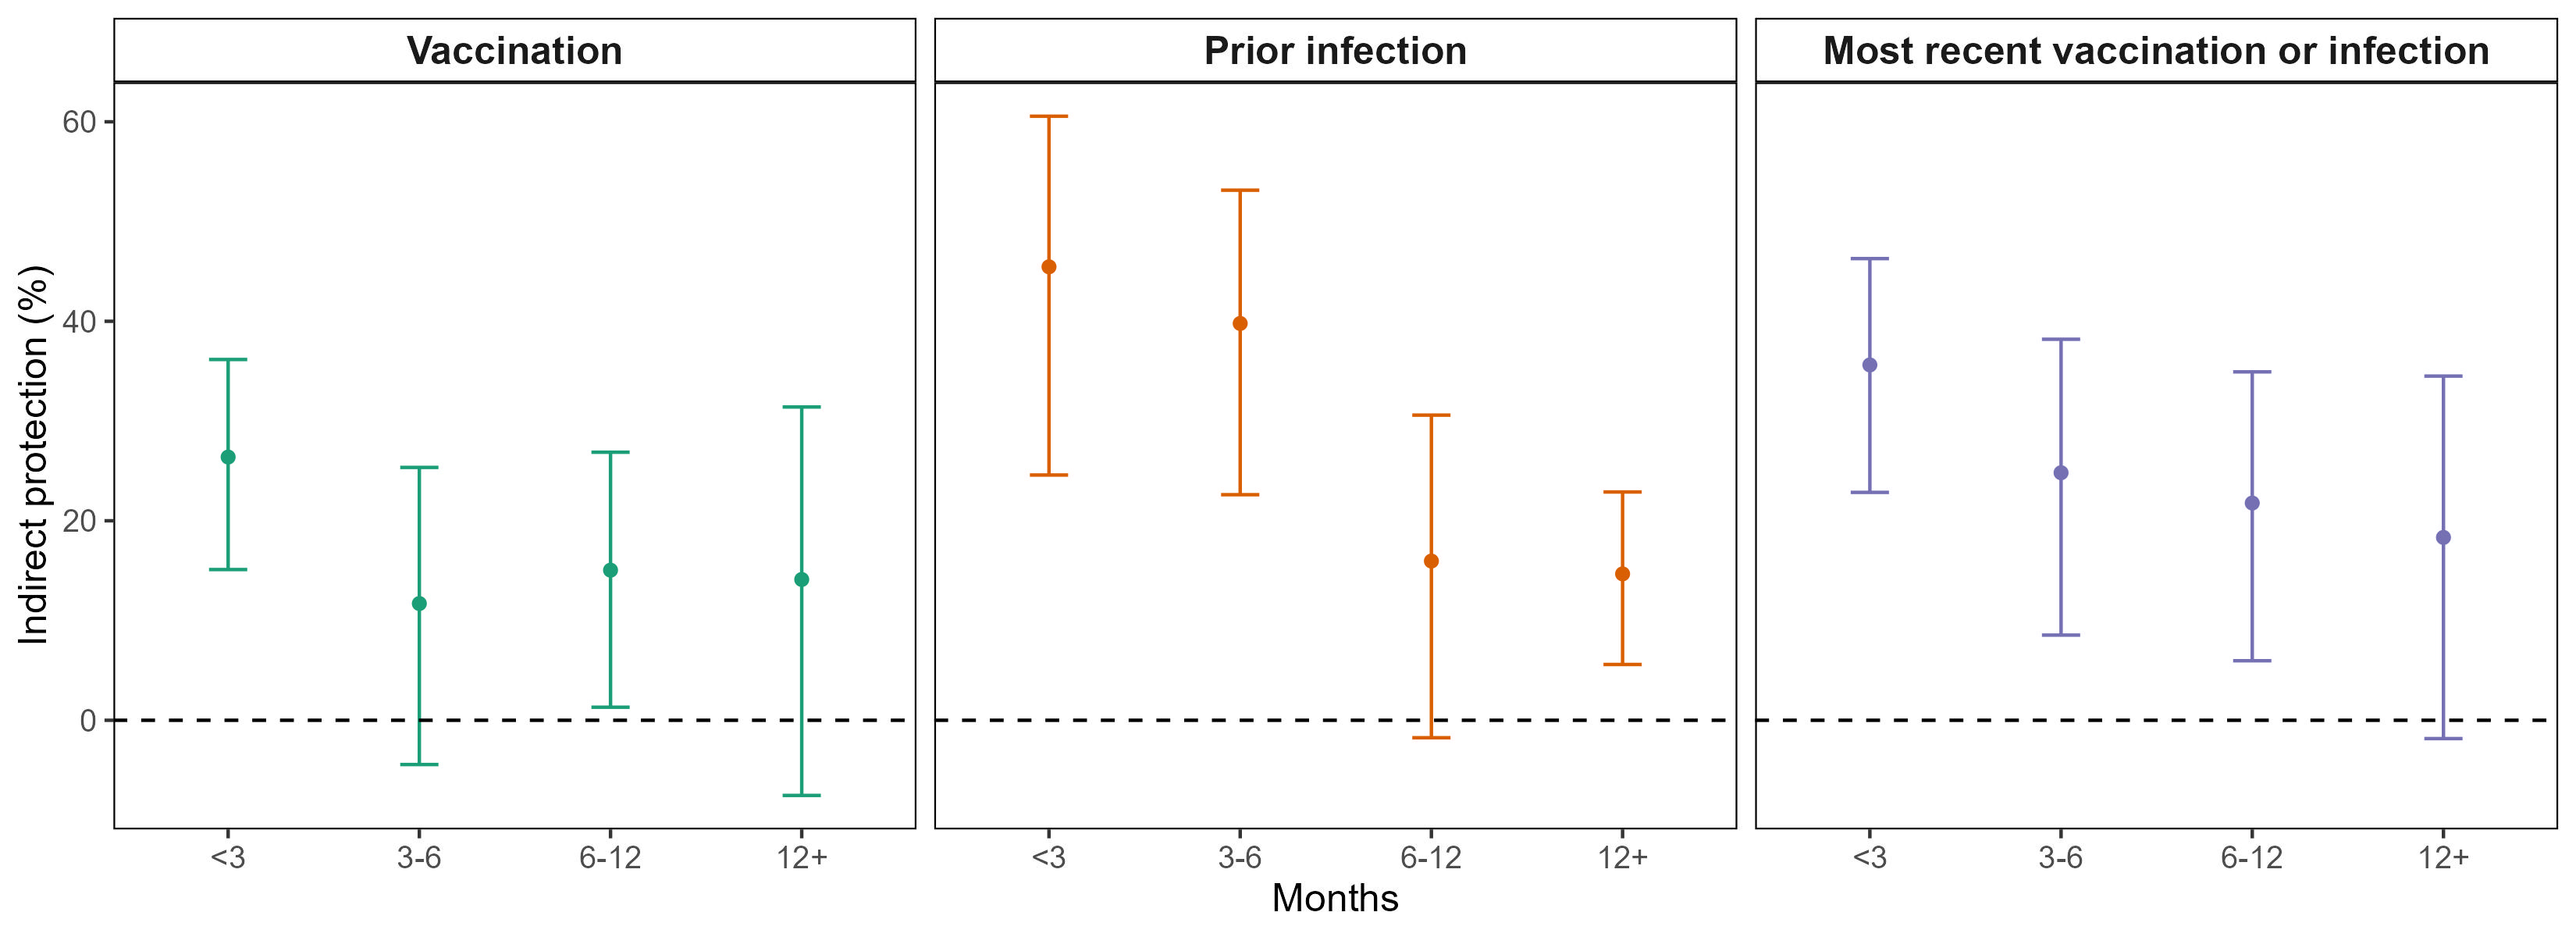 Vaccination
Prior infection
Most recent vaccination or infection
Indirect protection (%)
60
40
20
0
<3 3-6 6-12 12+
<3 3-6 6-12 12+
<3 3-6 6-12 12+
Months